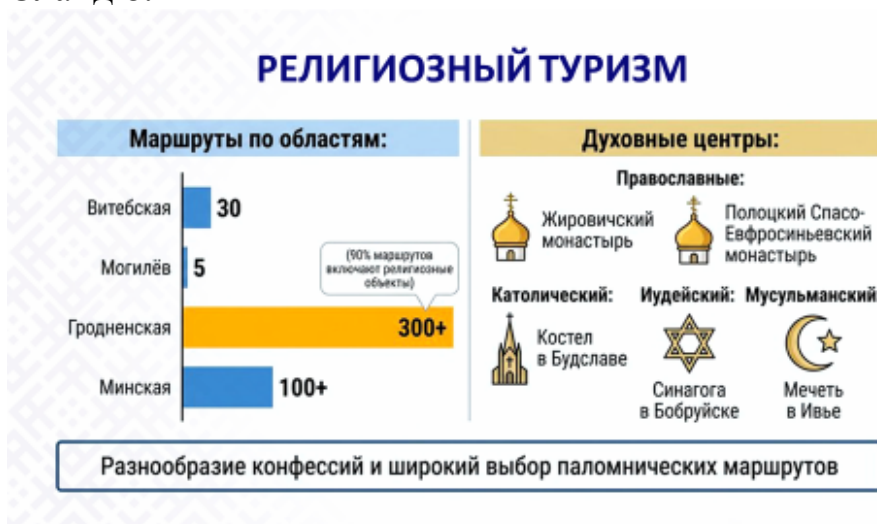 РЕЛИГИОЗНЫЙ ТУРИЗМ
Маршруты по областям:
Витебская
30
Могилёв
5
(90% маршрутов
включают религиозные
объекты)
Гродненская
300+
Минская
100+
Духовные центры:
Православные:
Жировичский
монастырь
Полоцкий Спасо-
Евфросиньевский
монастырь
Католический:
Костел
в Будславе
Иудейский:
Синагога
в Бобруйске
Мусульманский
Мечеть
в Ивье
Разнообразие конфессий и широкий выбор паломнических маршрутов